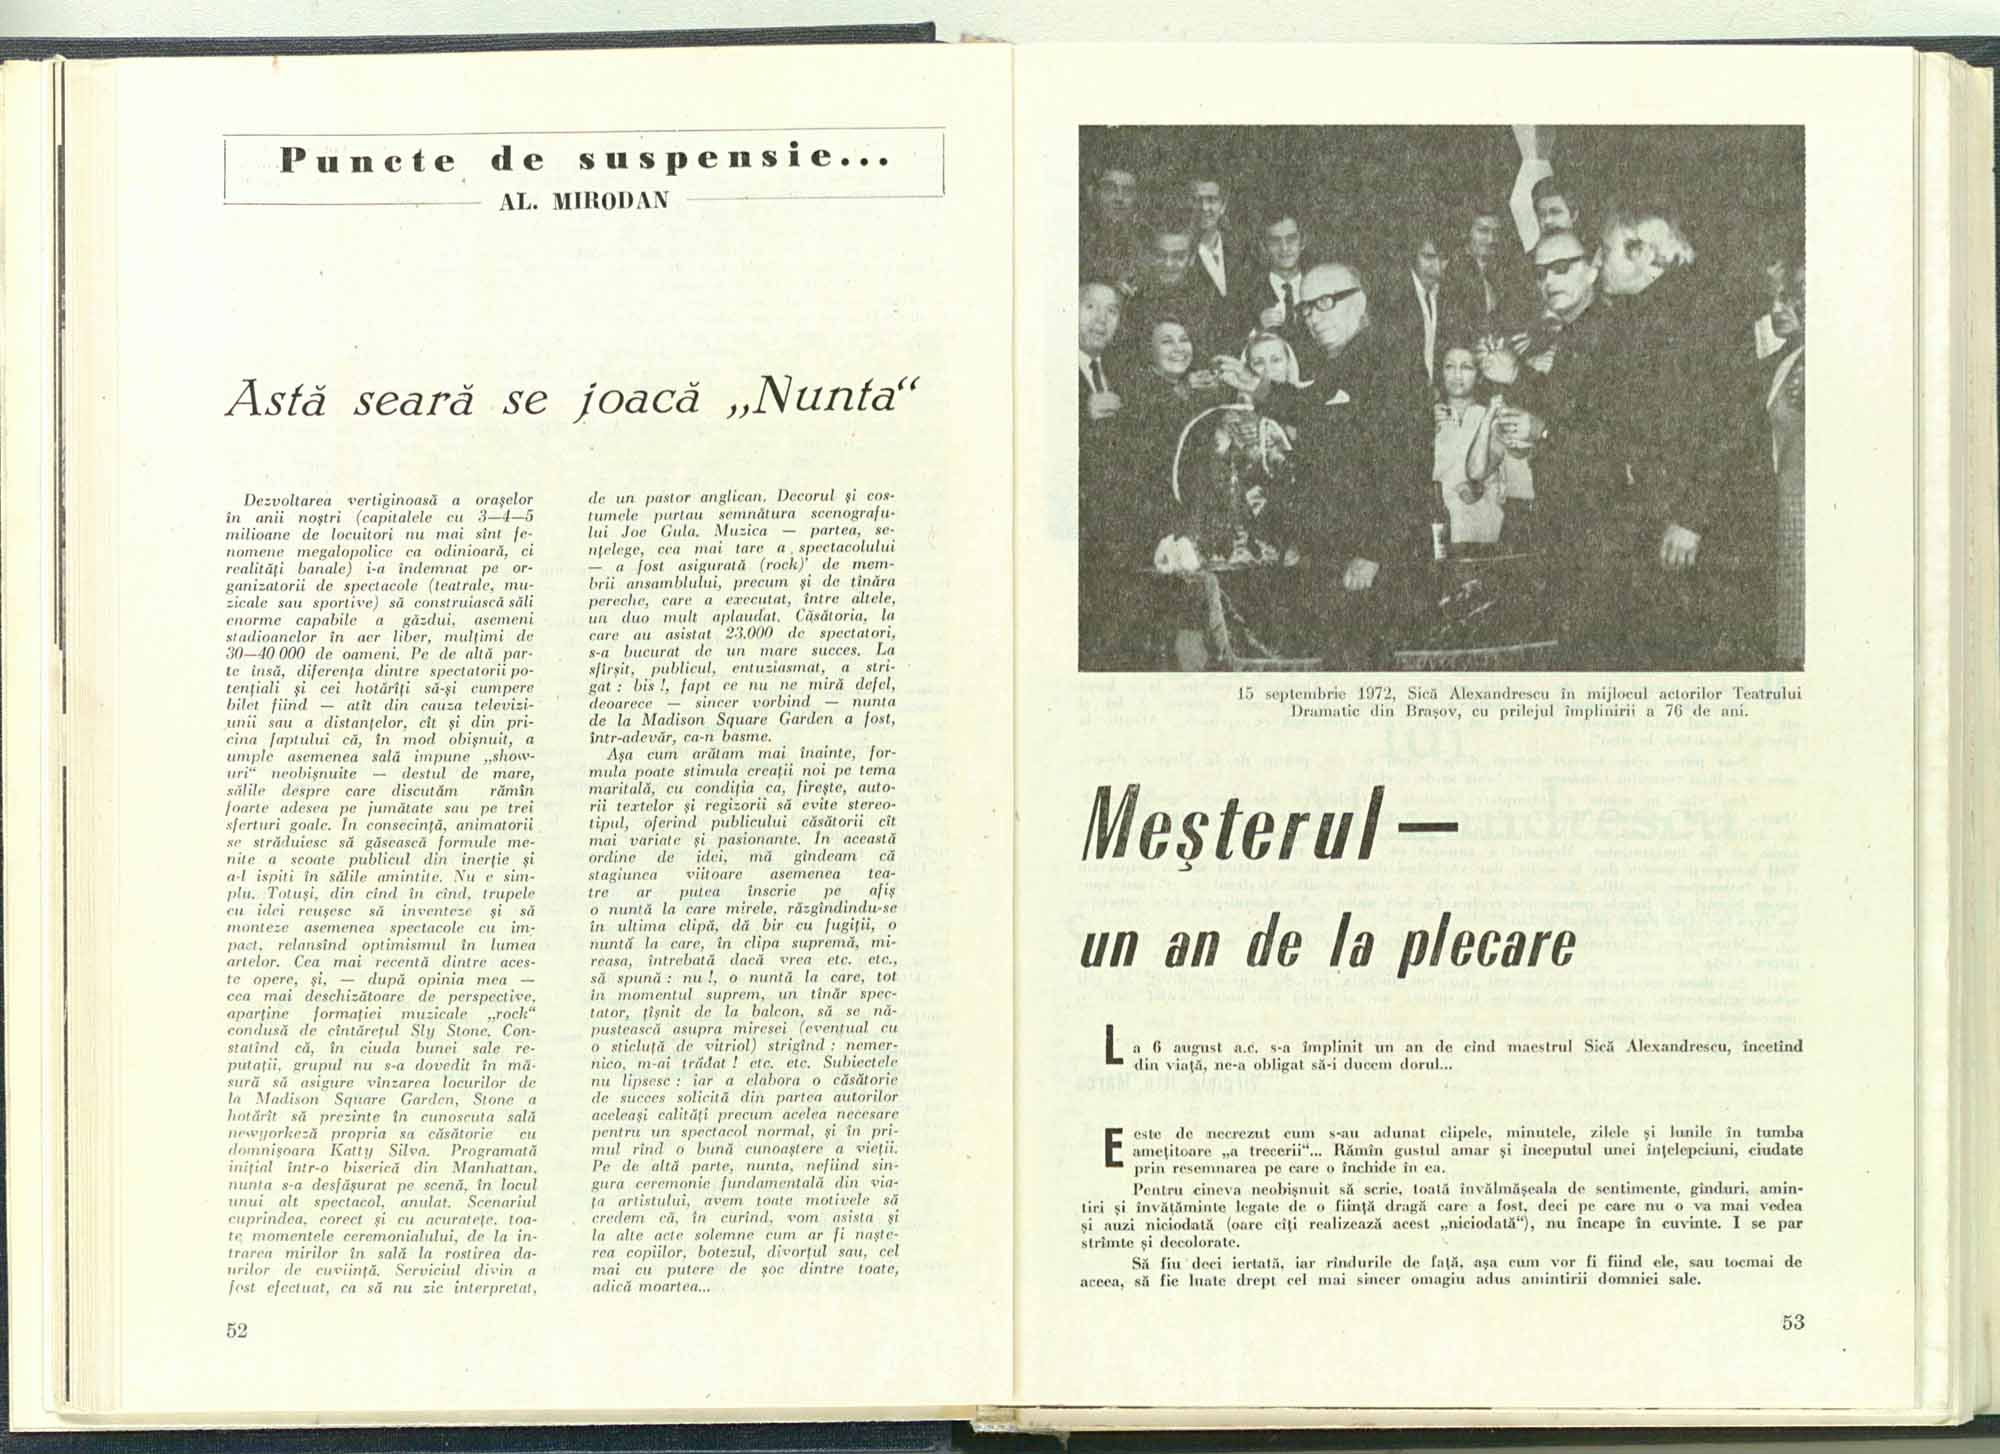 Puncte de suspensie...
AL. MIRODAN
Astă seară se joacă „Nunta“
Dezvoltarea vertiginoasă a orașelor
în anii noștri (capitalele cu 3—4—5
milioane de locuitori nu mai sînt fe-
nomene megalopolice ca odinioară, ci
realități banale) i-a îndemnat pe or-
ganizatorii de spectacole (teatrale, mu-
zicale sau sportive) să construiască săli
enorme capabile a găzdui, asemeni
stadioanelor în aer liber, mulțimi de
30—40 000 de oameni. Pe de altă par-
te însă, diferența dintre spectatorii po-
tențiali și cei hotărîți să-și cumpere
bilet fiind — atît din cauza televizi-
unii sau a distanțelor, cît și din pri-
cina faptului că, în mod obișnuit, a
umple asemenea sală impune „show-
uri“ neobișnuite — destul de mare,
sălile despre care discutăm rămîn
foarte adesea pe jumătate sau pe trei
sferturi goale. In consecință, animatorii
se străduiesc să găsească formule me-
nite a scoate publicul din inerție și
a-l ispiti în sălile amintite. Nu e sim-
plu. Totuși, din cînd în cînd, trupele
cu idei reușesc să inventeze și să
monteze asemenea spectacole cu im-
pact, relansînd optimismul în lumea
artelor. Cea mai recentă dintre aces-
te opere, și, — după opinia mea —
cea mai deschizătoare de perspective,
aparține formației muzicale „rock“
condusă de cîntărețul Sly Stone. Con-
statînd că, în ciuda bunei sale re-
putații, grupul nu s-a dovedit în mă-
sură să asigure vînzarea locurilor de
la Madison Square Garden, Stone a
hotărît să prezinte în cunoscuta sală
newyorkeză propria sa căsătorie cu
domnișoara Katty Silva. Programată
inițial într-o biserică din Manhattan,
nunta s-a desfășurat pe scenă, în locul
unui alt spectacol, anulat. Scenariul
cuprindea, corect și cu acuratețe, toa-
te momentele ceremonialului, de la in-
trarea mirilor în sală la rostirea da-
urilor de cuviință. Serviciul divin a
fost efectuat, ca să nu zic interpretat,
de un pastor anglican. Decorul și cos-
tumele purtau semnătura scenografu-
lui Joe Gula. Muzica — partea, se-
nțelege, cea mai tare a spectacolului
— a fost asigurată (rock)' de mem-
brii ansamblului, precum și de tînăra
pereche, care a executat, între altele,
un duo mult aplaudat. Căsătoria, la
care au asistat 23.000 de spectatori,
s-a bucurat de un mare succes. La
sfîrșit, publicul, entuziasmat, a stri-
gat : bis !, fapt ce nu ne miră defel,
deoarece — sincer vorbind — nunta
de la Madison Square Garden a fost,
într-adevăr, ca-n basme.
Așa cum arătam mai înainte, for-
mula poate stimula creații noi pe tema
maritală, cu condiția ca, firește, auto-
rii textelor și regizorii să evite stereo-
tipul, oferind publicului căsătorii cît
mai variate și pasionante. În această
ordine de idei, mă gîndeam că
stagiunea viitoare asemenea tea-
tre ar putea înscrie pe afiș
o nuntă la care mirele, răzgîndindu-se
în ultima clipă, dă bir cu fugiții, o
nuntă la care, în clipa supremă, mi-
reasa, întrebată dacă vrea etc. etc.,
să spună : nu !, o nuntă la care, tot
în momentul suprem, un tînăr spec-
tator, țîșnit de la balcon, să se nă-
pustească asupra miresei (eventual cu
o sticluță de vitriol) strigînd : nemer-
nico, m-ai trădat ! etc. etc. Subiectele
nu lipsesc : iar a elabora o căsătorie
de succes solicită din partea autorilor
aceleași calități precum acelea necesare
pentru un spectacol normal, și în pri-
mul rînd o bună cunoaștere a vieții.
Pe de altă parte, nunta, nefiind sin-
gura ceremonie fundamentală din via-
ța artistului, avem toate motivele să
credem că, în curînd, vom asista și
la alte acte solemne cum ar fi naște-
rea copiilor, botezul, divorțul sau, cel
mai cu putere de șoc dintre toate,
adică moartea...
52
15 septembrie 1972, Sică Alexandrescu în mijlocul actorilor Teatrului
Dramatic din Brașov, cu prilejul împlinirii a 76 de ani.
Meșterul —
un an de la plecare
La 6 august a.c. s-a împlinit un an de cînd maestrul Sică Alexandrescu, încetînd
din viață, ne-a obligat să-i ducem dorul...
Este de necrezut cum s-au adunat clipele, minutele, zilele și lunile în tumba
amețitoare „a trecerii“... Rămîn gustul amar și începutul unei înțelepciuni, ciudate
prin resemnarea pe care o închide în ea.
Pentru cineva neobișnuit să scrie, toată învălmășeala de sentimente, gînduri, amin-
tiri și învățăminte legate de o ființă dragă care a fost, deci pe care nu o va mai vedea
și auzi niciodată (oare cîți realizează acest „niciodată“), nu încape în cuvinte. I se par
strîmte și decolorate.
Să fiu deci iertată, iar rîndurile de față, așa cum vor fi fiind ele, sau tocmai de
aceea, să fie luate drept cel mai sincer omagiu adus amintirii domniei sale.
53